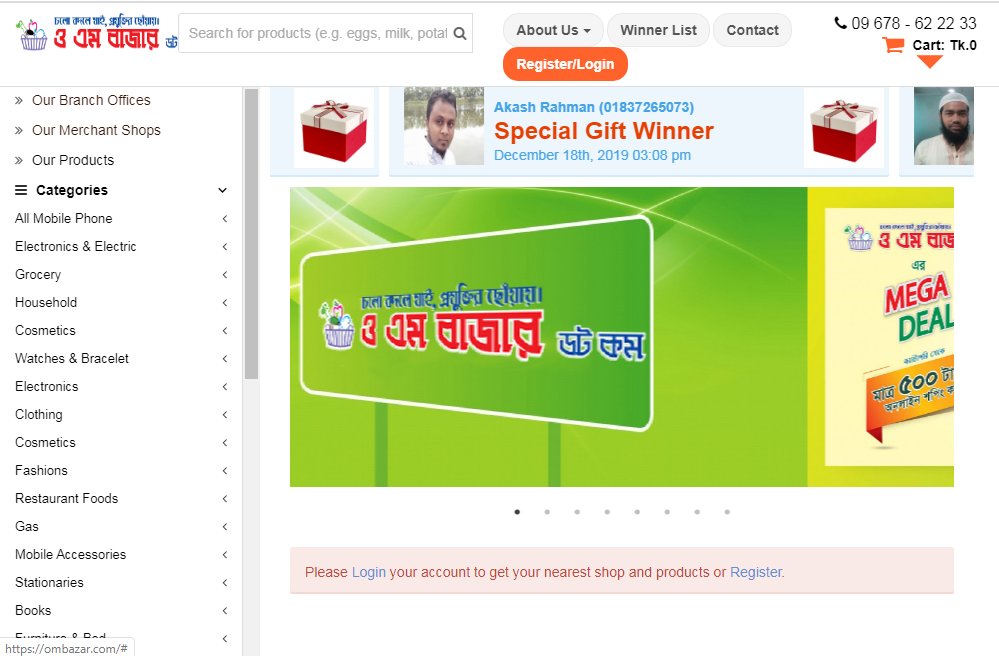 চলো বদলে যাই, প্রযুক্তির ছোঁয়ায়।
ও এম বাজার ডট
Search for products (e.g. eggs, milk, potat
About Us
Winner List
Contact
Register/Login
09 678 - 62 22 33
Cart: Tk.0
Our Branch Offices
Our Merchant Shops
Our Products
Categories
All Mobile Phone
Electronics & Electric
Grocery
Household
Cosmetics
Watches & Bracelet
Electronics
Clothing
Cosmetics
Fashions
Restaurant Foods
Gas
Mobile Accessories
Stationaries
Books
Furniture & Bed
https://ombazar.com/#
Akash Rahman (01837265073)
Special Gift Winner
December 18th, 2019 03:08 pm
চলো বদলে যাই, প্রযুক্তির ছোঁয়ায়।
ও এম বাজার ডট কম
ও এম বাজ
এর
MEGA
DEAL
মাত্র ৫০০ টা
অনলাইন শপিং
Please Login your account to get your nearest shop and products or Register.